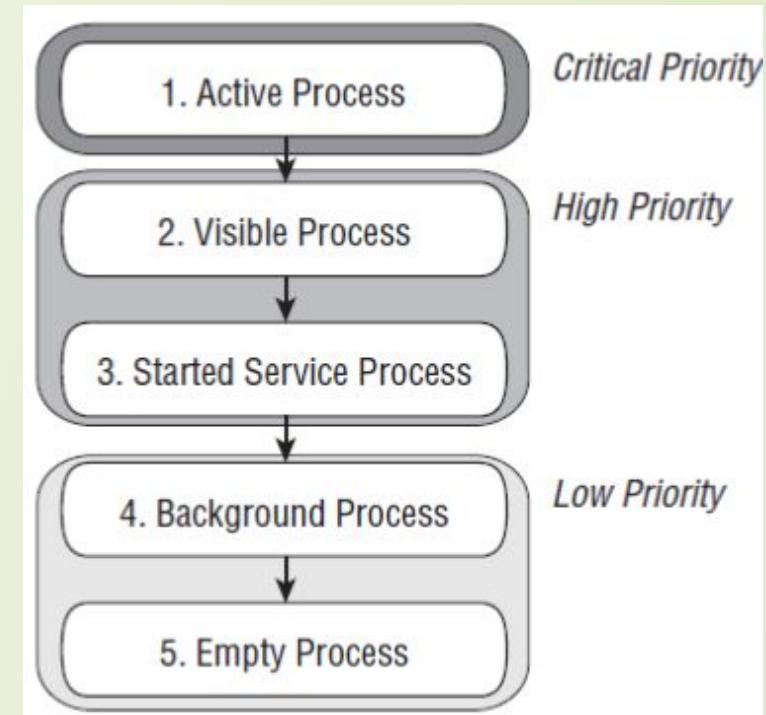 1. Active Process
Critical Priority
2. Visible Process
High Priority
3. Started Service Process
4. Background Process
Low Priority
5. Empty Process